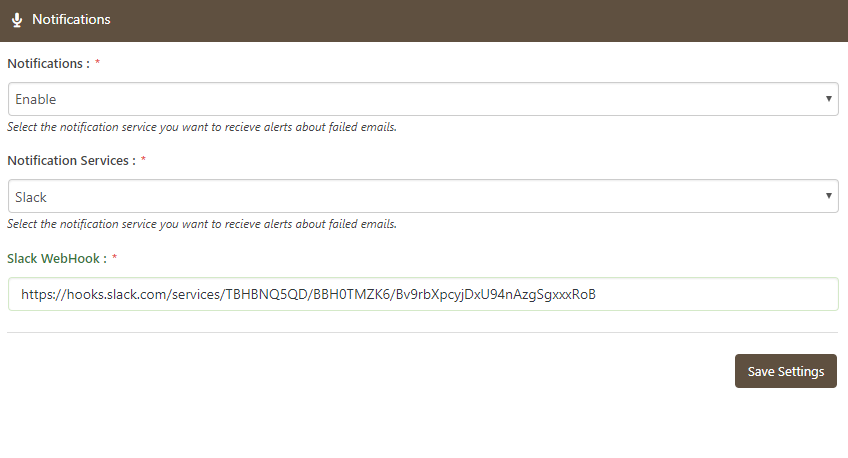 Notifications
Notifications : *
Enable
Select the notification service you want to recieve alerts about failed emails.
Notification Services : *
Slack
Select the notification service you want to recieve alerts about failed emails.
Slack WebHook : *
https://hooks.slack.com/services/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RoB
Save Settings